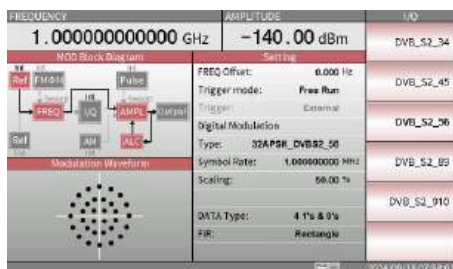 FREQUENCY
AMPLITUDE
I/O
1.000000000000 GHz
-140.00 dBm
DVB_S2_34
MOD Block Diagram
Setting
Ref
FMΦM
Pulse
FREQ Offset: 0.000 Hz
Trigger mode: Free Run
DVB_S2_45
FREQ
I/Q
AMPL
Output
Trigger: External
Digital Modulation
DVB_S2_56
Ref
AM
ALC
Type: 32APSK_DVBS2_56
Modulation Waveform
Symbol Rate: 1.000000000 MHz
DVB_S2_89
Scaling: 50.00 %
DVB_S2_910
DATA Type: 4 1's & 0's
FIR: Rectangle